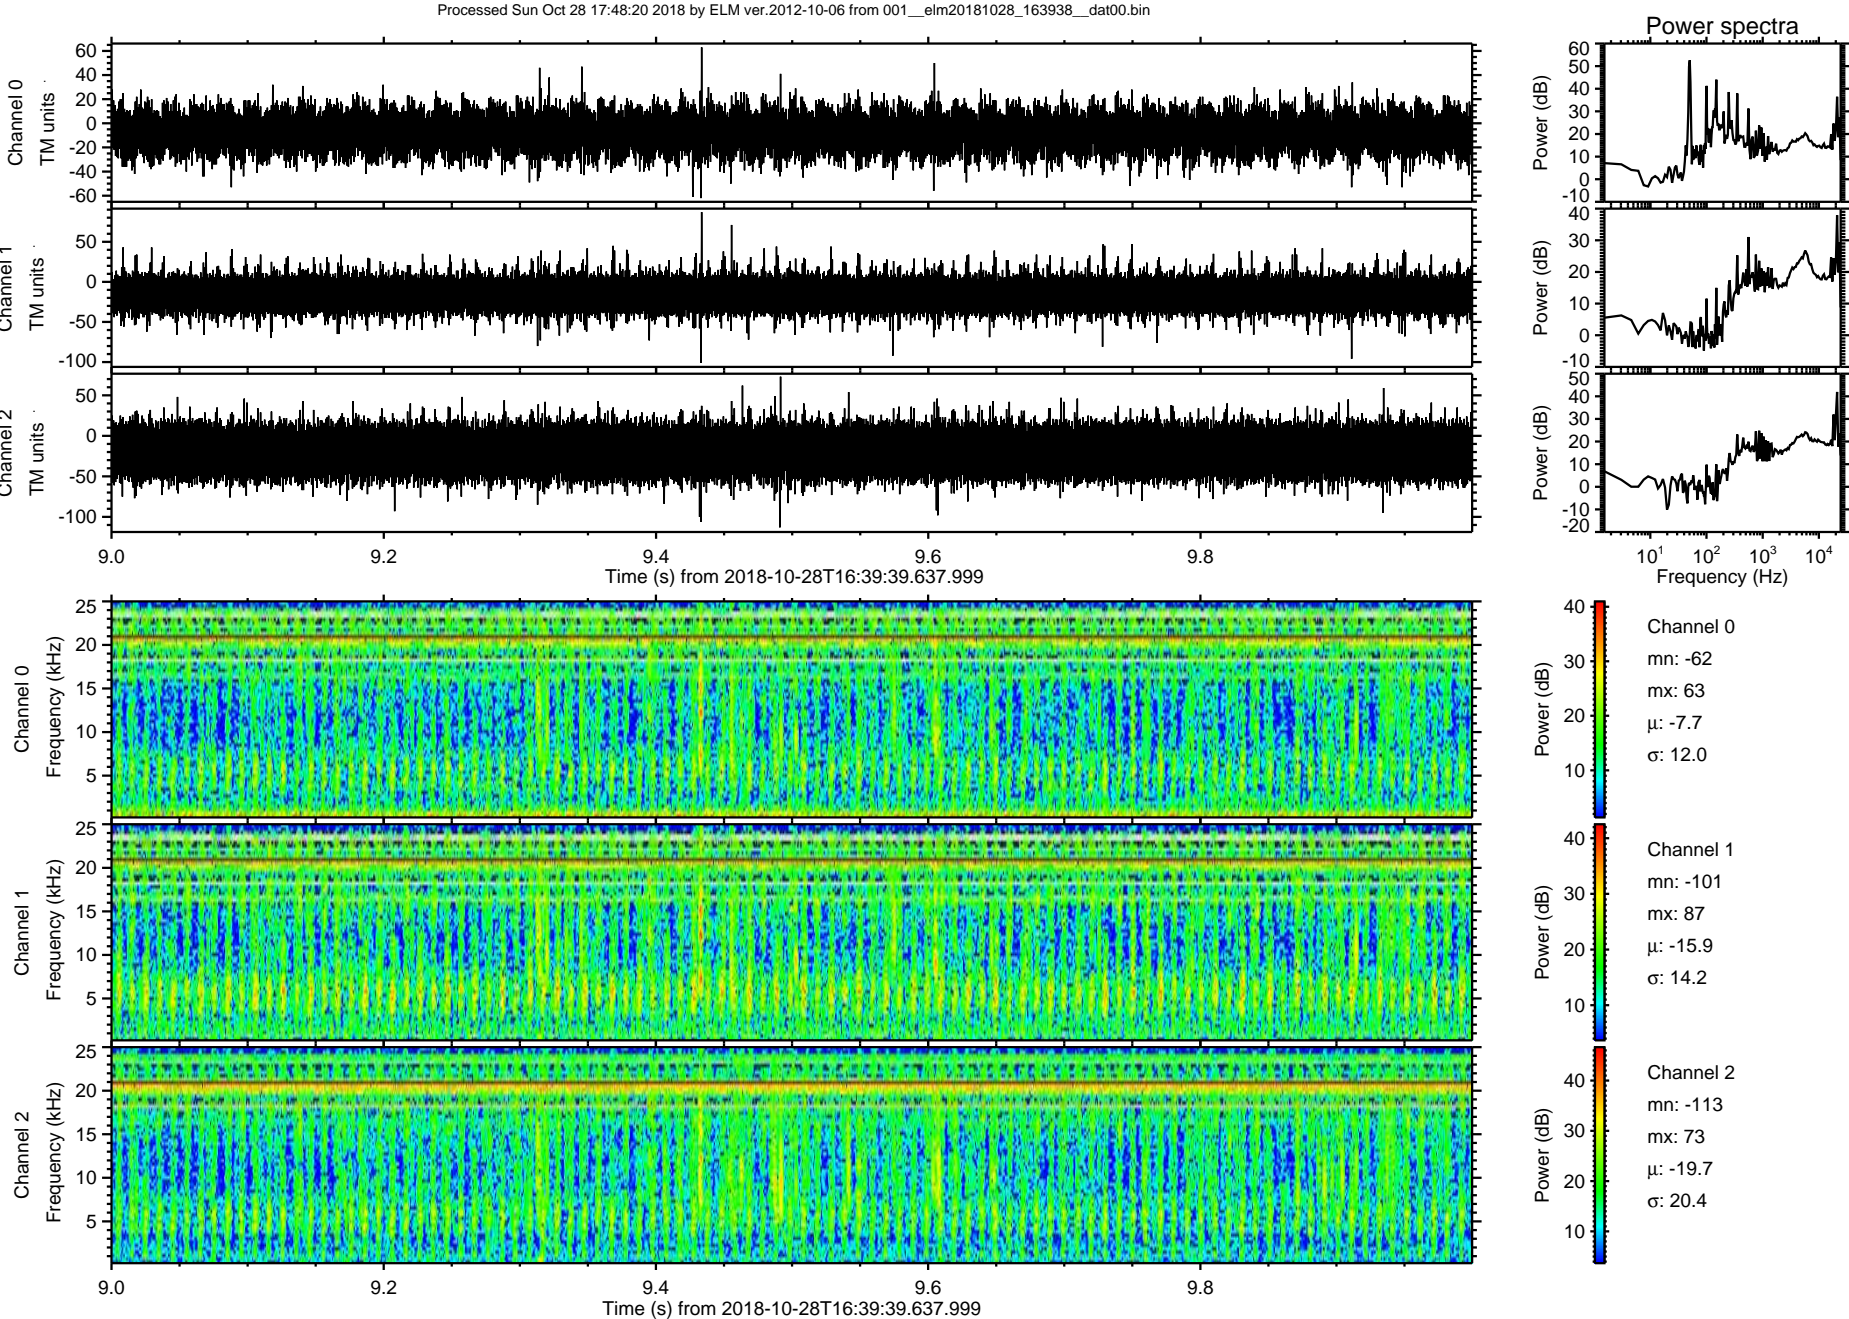 Processed Sun Oct 28 17:48:20 2018 by ELM ver.2012-10-06 from 001__elm20181028_163938__dat00.bin
Power spectra
Channel 0
TM units
60
40
20
0
-20
-40
-60
Power (dB)
60
50
40
30
20
10
0
-10
Channel 1
TM units
50
0
-50
-100
Power (dB)
40
30
20
10
0
-10
Channel 2
TM units
50
0
-50
-100
Power (dB)
50
40
30
20
10
0
-10
-20
9.0 9.2 9.4 9.6 9.8
Time (s) from 2018-10-28T16:39:39.637.999
10¹ 10² 10³ 10⁴
Frequency (Hz)
Channel 0
Frequency (kHz)
25
20
15
10
5
Power (dB)
40
30
20
10
Channel 0
mn: -62
mx: 63
μ: -7.7
σ: 12.0
Channel 1
Frequency (kHz)
25
20
15
10
5
Power (dB)
40
30
20
10
Channel 1
mn: -101
mx: 87
μ: -15.9
σ: 14.2
Channel 2
Frequency (kHz)
25
20
15
10
5
Power (dB)
40
30
20
10
Channel 2
mn: -113
mx: 73
μ: -19.7
σ: 20.4
9.0 9.2 9.4 9.6 9.8
Time (s) from 2018-10-28T16:39:39.637.999